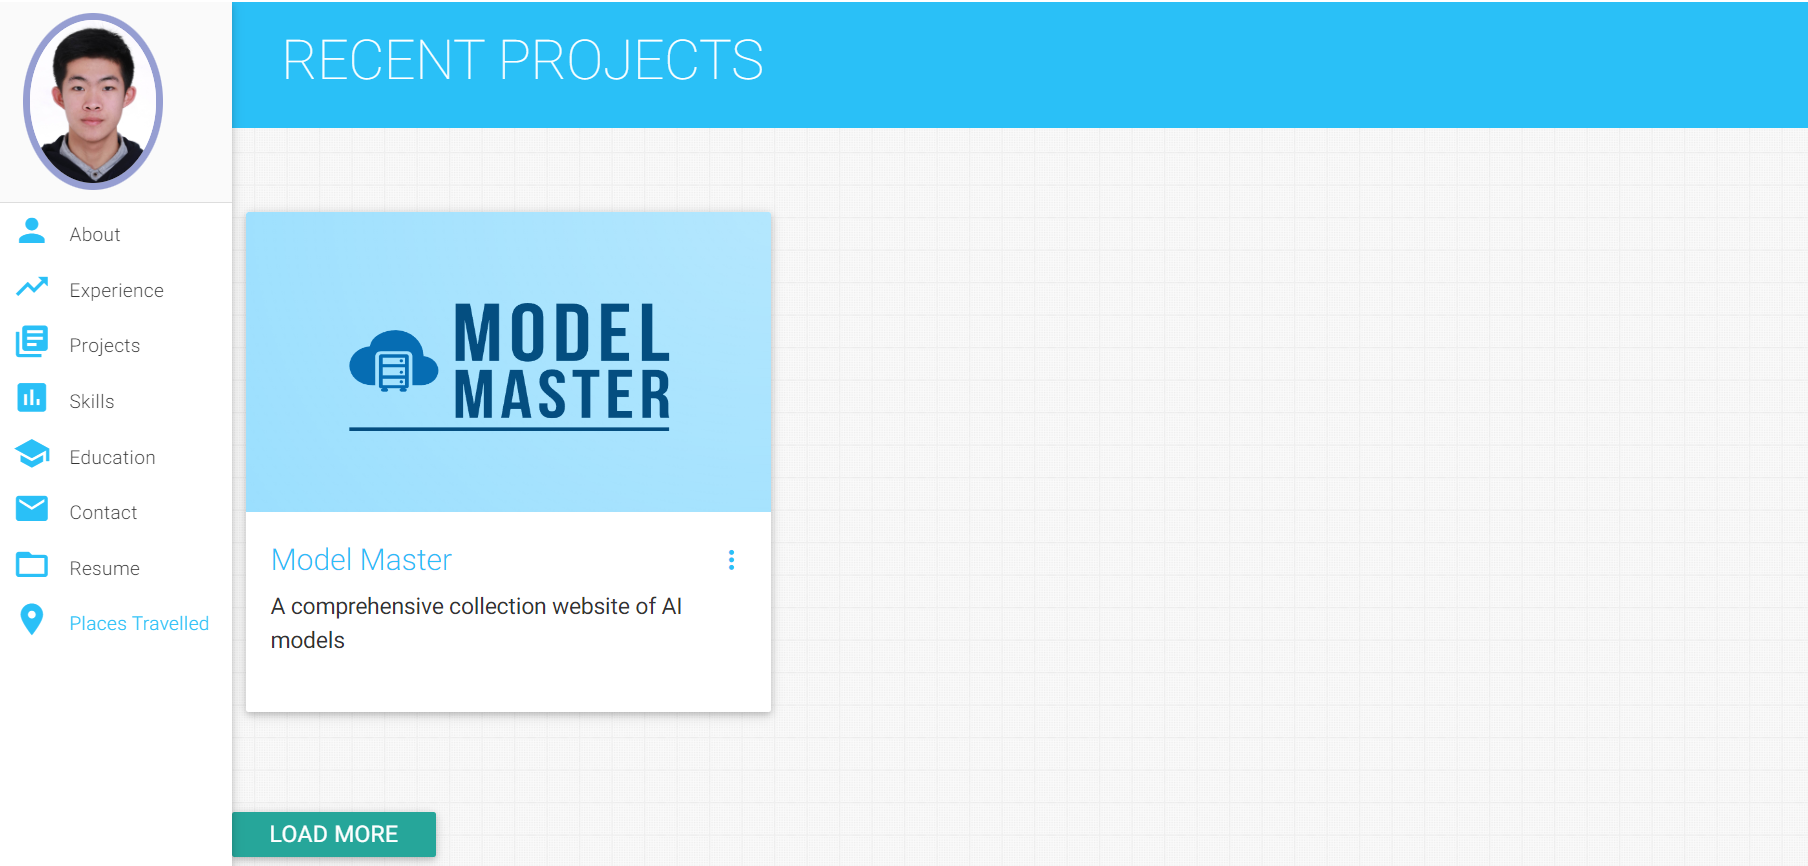 RECENT PROJECTS
About
Experience
Projects
Skills
Education
Contact
Resume
Places Travelled
MODEL
MASTER
Model Master
A comprehensive collection website of AI
models
LOAD MORE